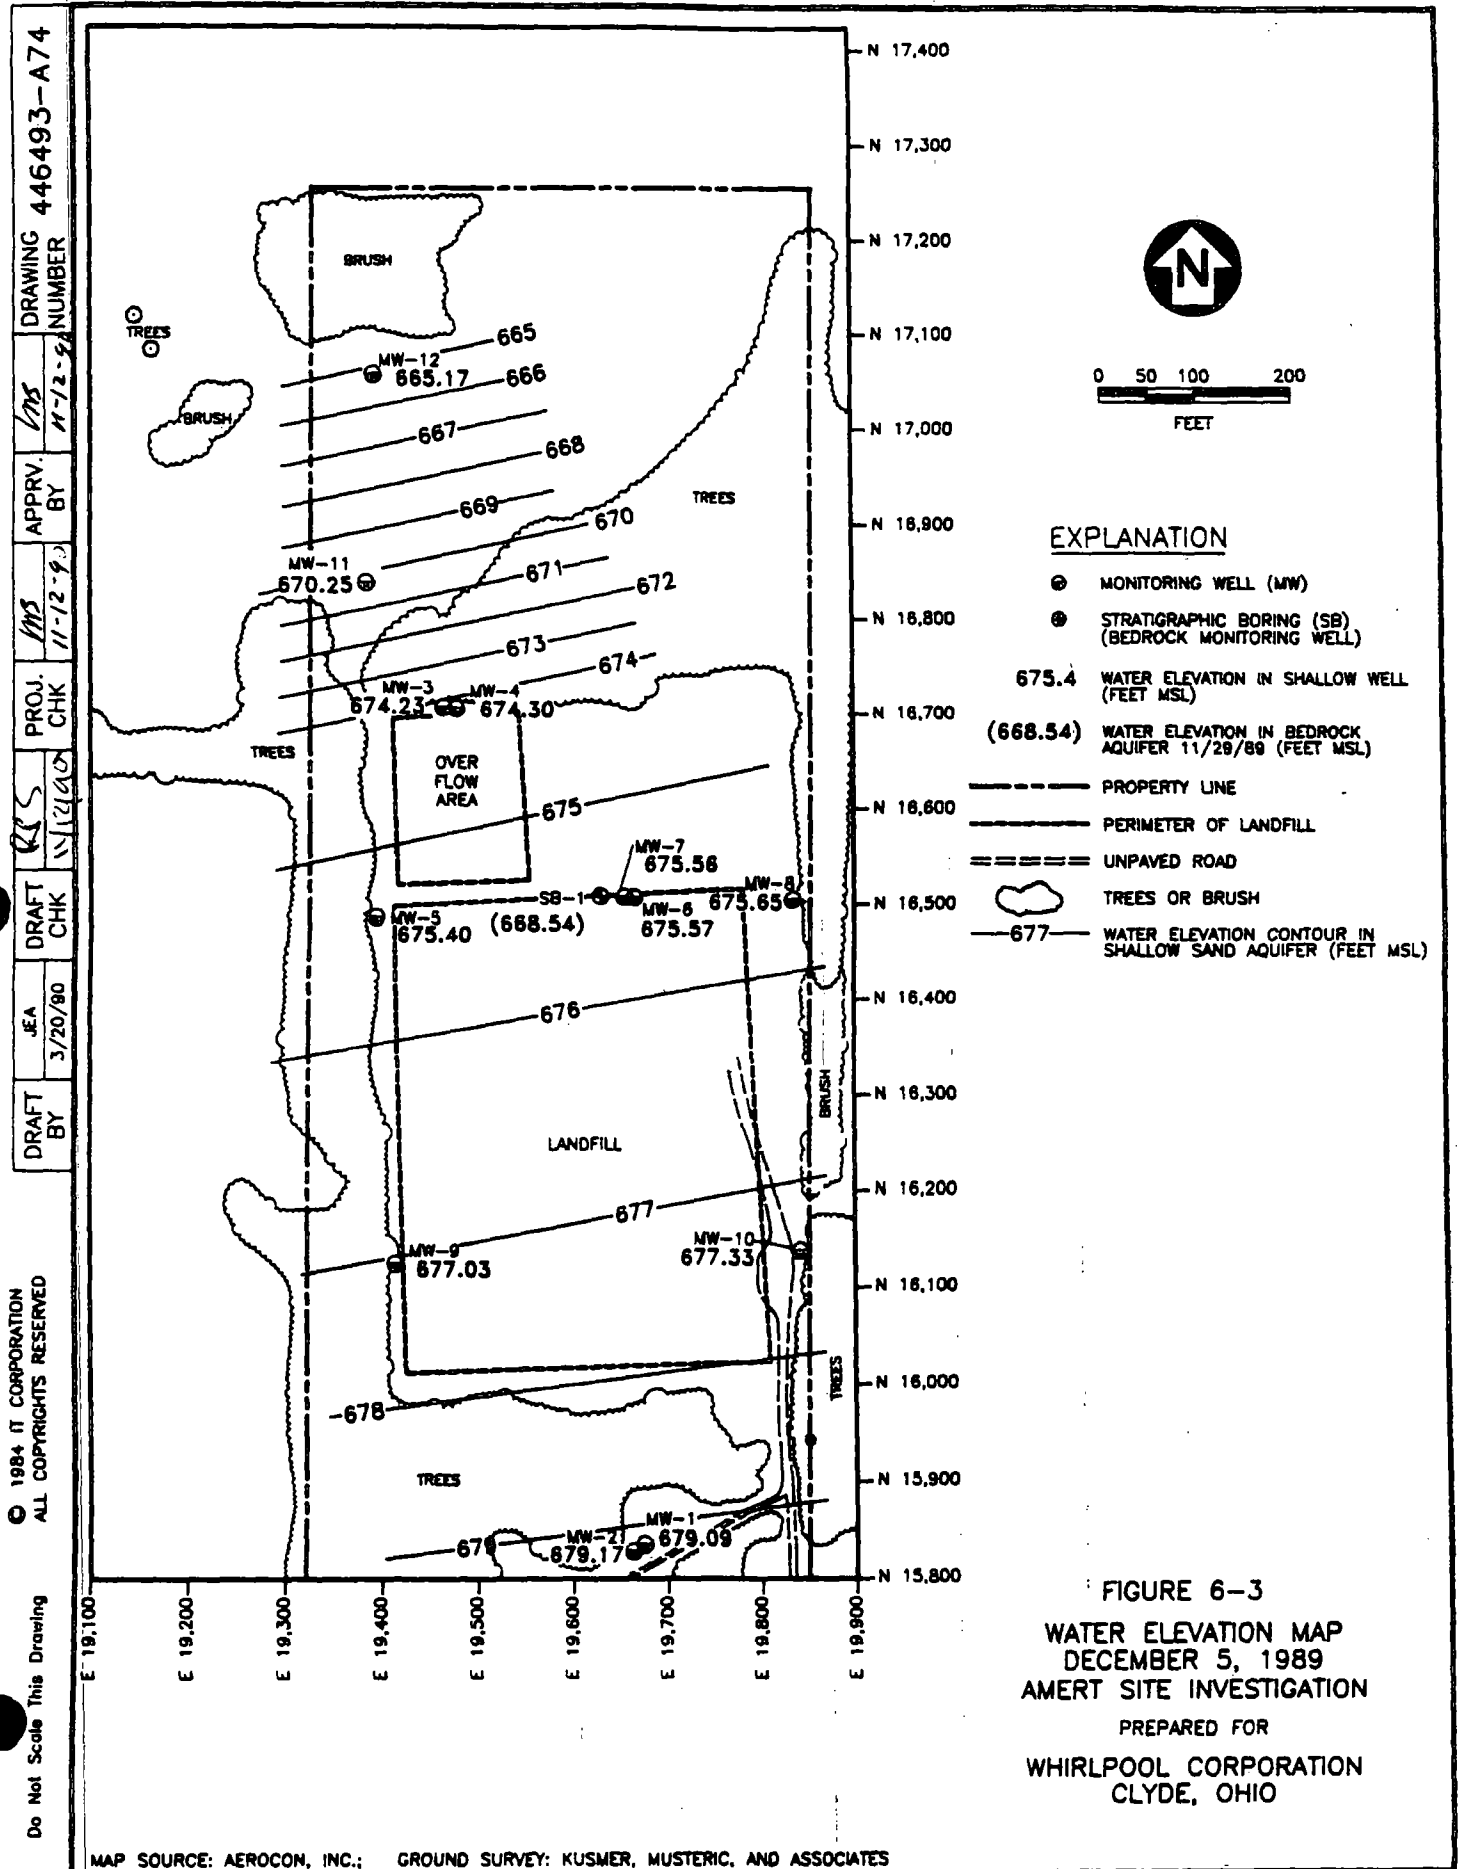 DRAWING NUMBER 446493-A74
APPRV. BY 11-12-90
PROJ. CHK 11-12-90
DRAFT CHK
DRAFT BY JEA 3/20/90
© 1984 IT CORPORATION
ALL COPYRIGHTS RESERVED
Do Not Scale This Drawing
N 17,400
N 17,300
N 17,200
N 17,100
N 17,000
N 16,900
N 16,800
N 16,700
N 16,600
N 16,500
N 16,400
N 16,300
N 16,200
N 16,100
N 16,000
N 15,900
N 15,800
E 19,100
E 19,200
E 19,300
E 19,400
E 19,500
E 19,600
E 19,700
E 19,800
E 19,900
BRUSH
TREES
BRUSH
665
MW-12
665.17
666
667
668
669
670
TREES
MW-11
670.25
671
672
673
674
MW-3
674.23
MW-4
674.30
TREES
OVER
FLOW
AREA
675
MW-7
675.58
SB-1
(668.54)
MW-6
675.57
MW-8
675.65
MW-5
675.40
676
BRUSH
LANDFILL
677
MW-9
677.03
MW-10
677.33
TREES
678
TREES
679
MW-1
679.09
MW-2
679.17
N
0 50 100 200
FEET
EXPLANATION
MONITORING WELL (MW)
STRATIGRAPHIC BORING (SB)
(BEDROCK MONITORING WELL)
675.4 WATER ELEVATION IN SHALLOW WELL
(FEET MSL)
(668.54) WATER ELEVATION IN BEDROCK
AQUIFER 11/29/89 (FEET MSL)
PROPERTY LINE
PERIMETER OF LANDFILL
UNPAVED ROAD
TREES OR BRUSH
677 WATER ELEVATION CONTOUR IN
SHALLOW SAND AQUIFER (FEET MSL)
FIGURE 6-3
WATER ELEVATION MAP
DECEMBER 5, 1989
AMERT SITE INVESTIGATION
PREPARED FOR
WHIRLPOOL CORPORATION
CLYDE, OHIO
MAP SOURCE: AEROCON, INC.; GROUND SURVEY: KUSMER, MUSTERIC, AND ASSOCIATES